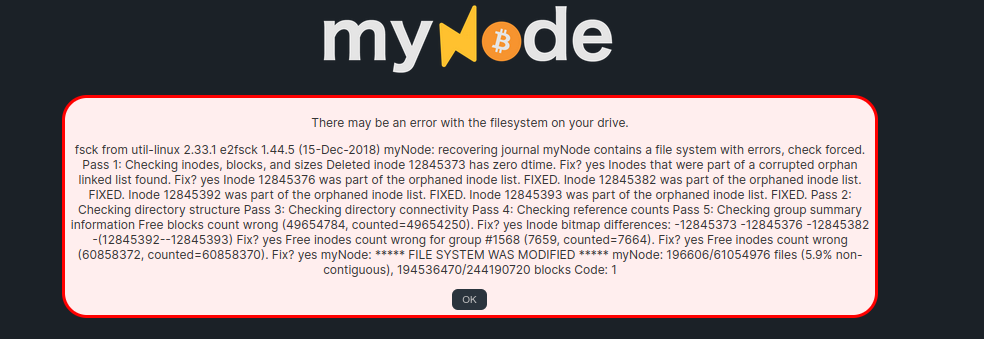 myNode
There may be an error with the filesystem on your drive.
fsck from util-linux 2.33.1 e2fsck 1.44.5 (15-Dec-2018) myNode: recovering journal myNode contains a file system with errors, check forced.
Pass 1: Checking inodes, blocks, and sizes Deleted inode 12845373 has zero dtime. Fix? yes Inodes that were part of a corrupted orphan
linked list found. Fix? yes Inode 12845376 was part of the orphaned inode list. FIXED. Inode 12845382 was part of the orphaned inode list.
FIXED. Inode 12845392 was part of the orphaned inode list. FIXED. Inode 12845393 was part of the orphaned inode list. FIXED. Pass 2:
Checking directory structure Pass 3: Checking directory connectivity Pass 4: Checking reference counts Pass 5: Checking group summary
information Free blocks count wrong (49654784, counted=49654250). Fix? yes Inode bitmap differences: -12845373 -12845376 -12845382
-(12845392--12845393) Fix? yes Free inodes count wrong for group #1568 (7659, counted=7664). Fix? yes Free inodes count wrong
(60858372, counted=60858370). Fix? yes myNode: ***** FILE SYSTEM WAS MODIFIED ***** myNode: 196606/61054976 files (5.9% non-
contiguous), 194536470/244190720 blocks Code: 1
OK